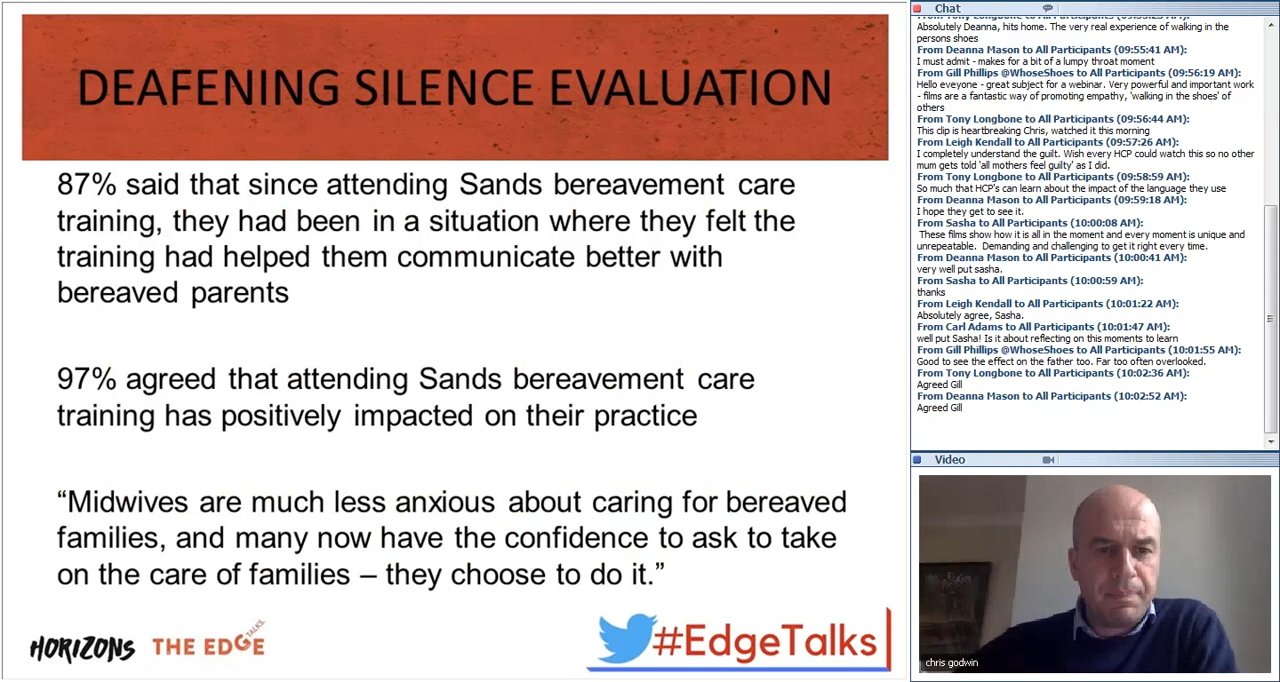 DEAFENING SILENCE EVALUATION
87% said that since attending Sands bereavement care
training, they had been in a situation where they felt the
training had helped them communicate better with
bereaved parents
97% agreed that attending Sands bereavement care
training has positively impacted on their practice
“Midwives are much less anxious about caring for bereaved
families, and many now have the confidence to ask to take
on the care of families – they choose to do it.”
HORIZONS
THE EDGE TALKS
#EdgeTalks
Chat
Absolutely Deanna, hits home. The very real experience of walking in the
persons shoes
From Deanna Mason to All Participants (09:55:41 AM):
I must admit - makes for a bit of a lumpy throat moment
From Gill Phillips @WhoseShoes to All Participants (09:56:19 AM):
Hello eveyone - great subject for a webinar. Very powerful and important work
- films are a fantastic way of promoting empathy, 'walking in the shoes' of
others
From Tony Longbone to All Participants (09:56:44 AM):
This clip is heartbreaking Chris, watched it this morning
From Leigh Kendall to All Participants (09:57:26 AM):
I completely understand the guilt. Wish every HCP could watch this so no other
mum gets told 'all mothers feel guilty' as I did.
From Tony Longbone to All Participants (09:58:59 AM):
So much that HCP's can learn about the impact of the language they use
From Deanna Mason to All Participants (09:59:18 AM):
I hope they get to see it.
From Sasha to All Participants (10:00:08 AM):
These films show how it is all in the moment and every moment is unique and
unrepeatable. Demanding and challenging to get it right every time.
From Deanna Mason to All Participants (10:00:41 AM):
very well put sasha.
From Sasha to All Participants (10:00:59 AM):
thanks
From Leigh Kendall to All Participants (10:01:22 AM):
Absolutely agree, Sasha.
From Carl Adams to All Participants (10:01:47 AM):
well put Sasha! Is it about reflecting on this moments to learn
From Gill Phillips @WhoseShoes to All Participants (10:01:55 AM):
Good to see the effect on the father too. Far too often overlooked.
From Tony Longbone to All Participants (10:02:36 AM):
Agreed Gill
From Deanna Mason to All Participants (10:02:52 AM):
Agreed Gill
Video
chris godwin